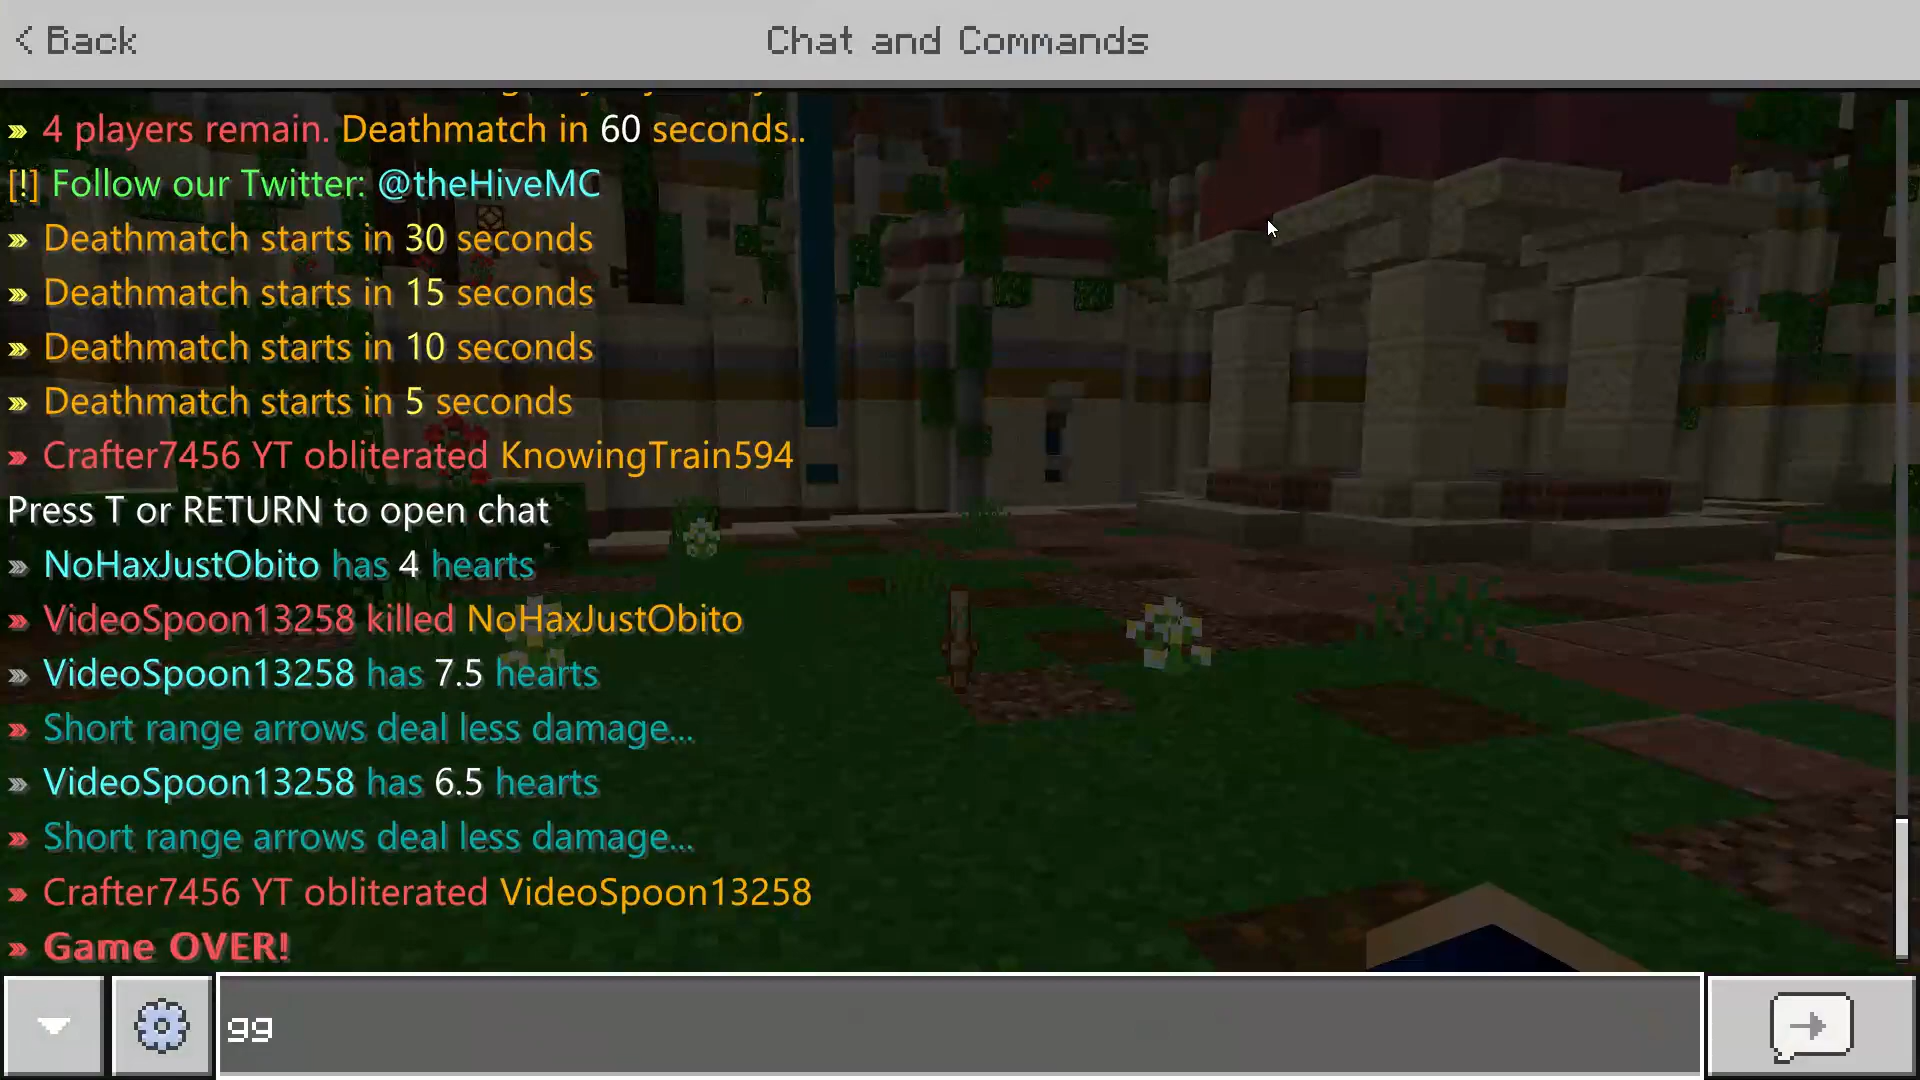 < Back
Chat and Commands
» 4 players remain. Deathmatch in 60 seconds..
[!] Follow our Twitter: @theHiveMC
» Deathmatch starts in 30 seconds
» Deathmatch starts in 15 seconds
» Deathmatch starts in 10 seconds
» Deathmatch starts in 5 seconds
» Crafter7456 YT obliterated KnowingTrain594
Press T or RETURN to open chat
» NoHaxJustObito has 4 hearts
» VideoSpoon13258 killed NoHaxJustObito
» VideoSpoon13258 has 7.5 hearts
» Short range arrows deal less damage...
» VideoSpoon13258 has 6.5 hearts
» Short range arrows deal less damage...
» Crafter7456 YT obliterated VideoSpoon13258
» Game OVER!
gg